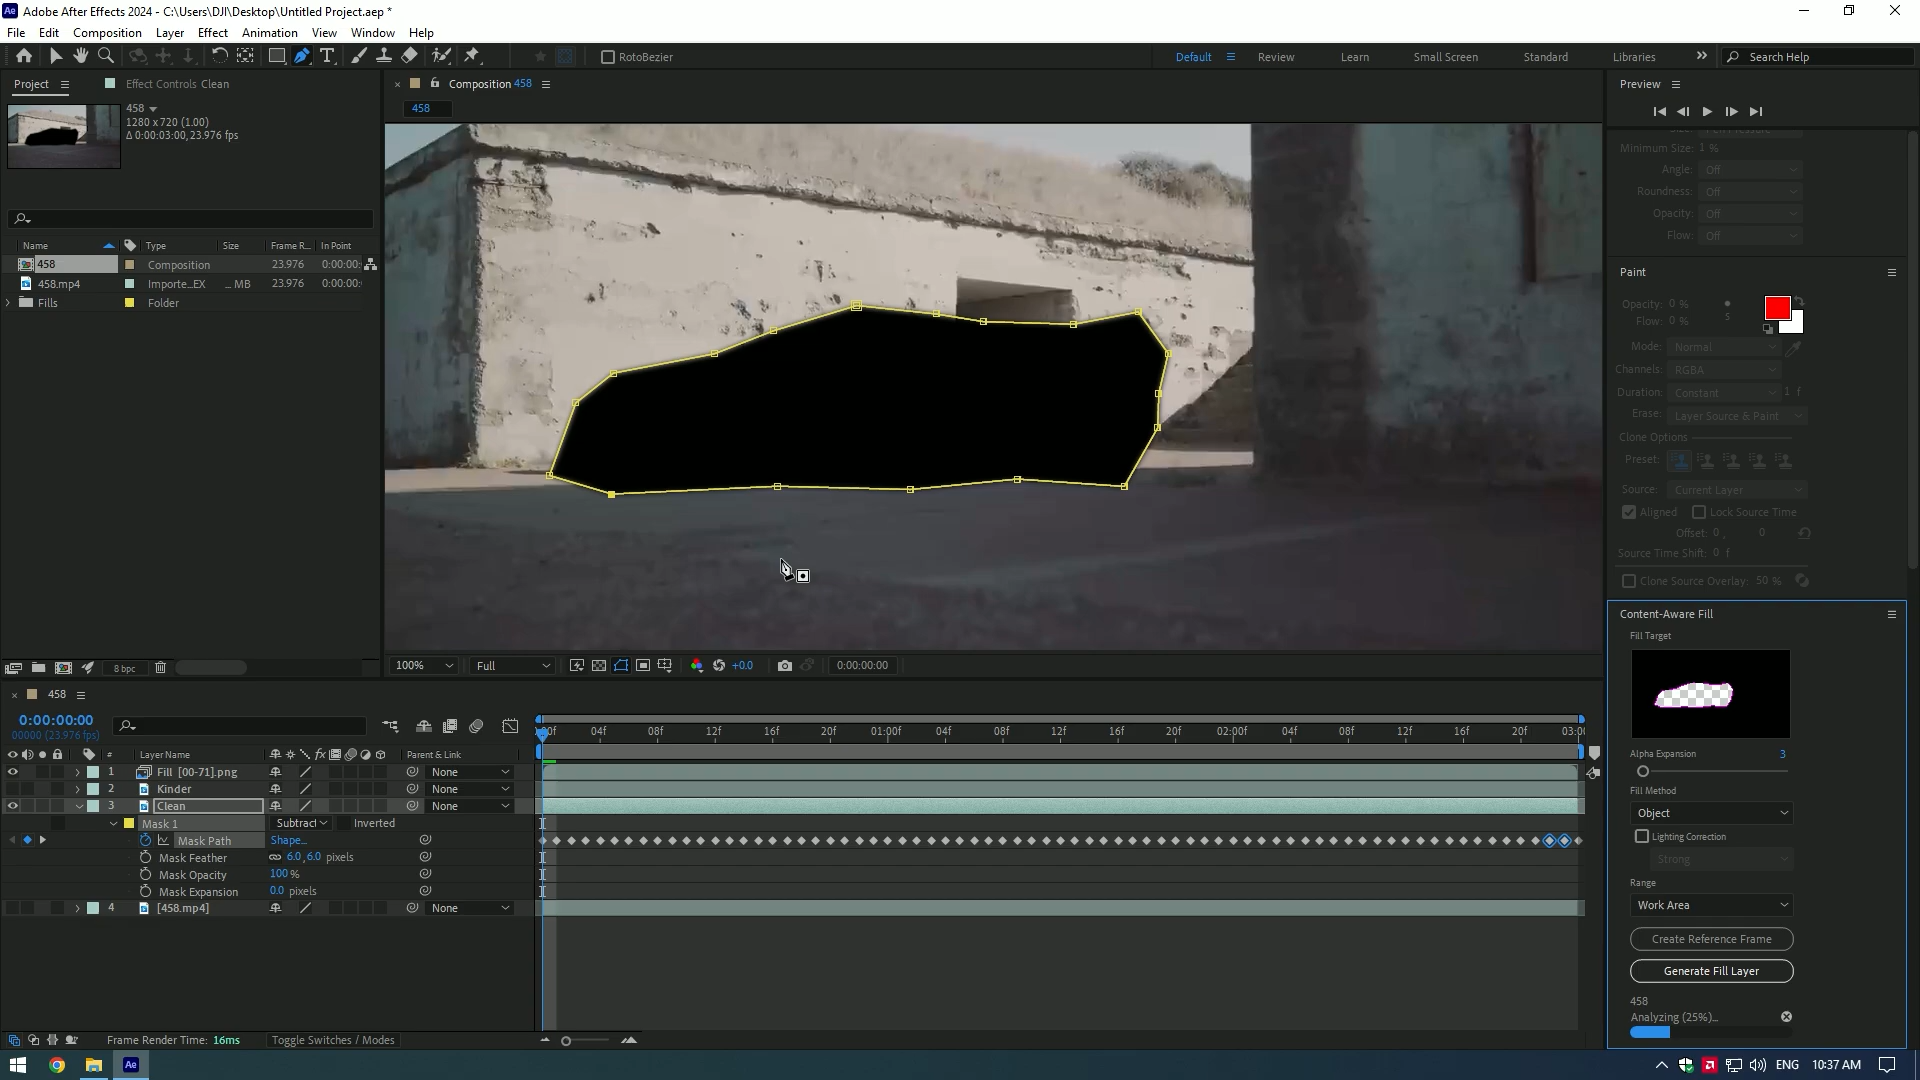 Adobe After Effects 2024 - C:\Users\DJI\Desktop\Untitled Project.aep *
File Edit Composition Layer Effect Animation View Window Help
RotoBezier
Default Review Learn Small Screen Standard Libraries Search Help
Project Effect Controls Clean
458
1280 x 720 (1.00)
Δ 0:00:03:00, 23.976 fps
Name Type Size Frame R... In Point
458 Composition 23.976 0:00:00:
458.mp4 Importe...EX ... MB 23.976 0:00:00:
Fills Folder
8 bpc
Composition 458
458
100% Full +0.0 0:00:00:00
Preview
Minimum Size: 1 %
Angle: Off
Roundness: Off
Opacity: Off
Flow: Off
Paint
Opacity: 0 %
Flow: 0 %
Mode: Normal
Channels: RGBA
Duration: Constant 1 f
Erase: Layer Source & Paint
Clone Options
Preset:
Source: Current Layer
Aligned Lock Source Time
Offset: 0 , 0
Source Time Shift: 0 f
Clone Source Overlay: 50 %
Content-Aware Fill
Fill Target
Alpha Expansion 3
Fill Method
Object
Lighting Correction
Strong
Range
Work Area
Create Reference Frame
Generate Fill Layer
458
Analyzing (25%)...
458
0:00:00:00
00000 (23.976 fps)
:00f 04f 08f 12f 16f 20f 01:00f 04f 08f 12f 16f 20f 02:00f 04f 08f 12f 16f 20f 03:00
# Layer Name fx Parent & Link
1 Fill [00-71].png None
2 Kinder None
3 Clean None
Mask 1 Subtract Inverted
Mask Path Shape...
Mask Feather 6.0,6.0 pixels
Mask Opacity 100 %
Mask Expansion 0.0 pixels
4 [458.mp4] None
Frame Render Time: 16ms Toggle Switches / Modes
Ae ENG 10:37 AM